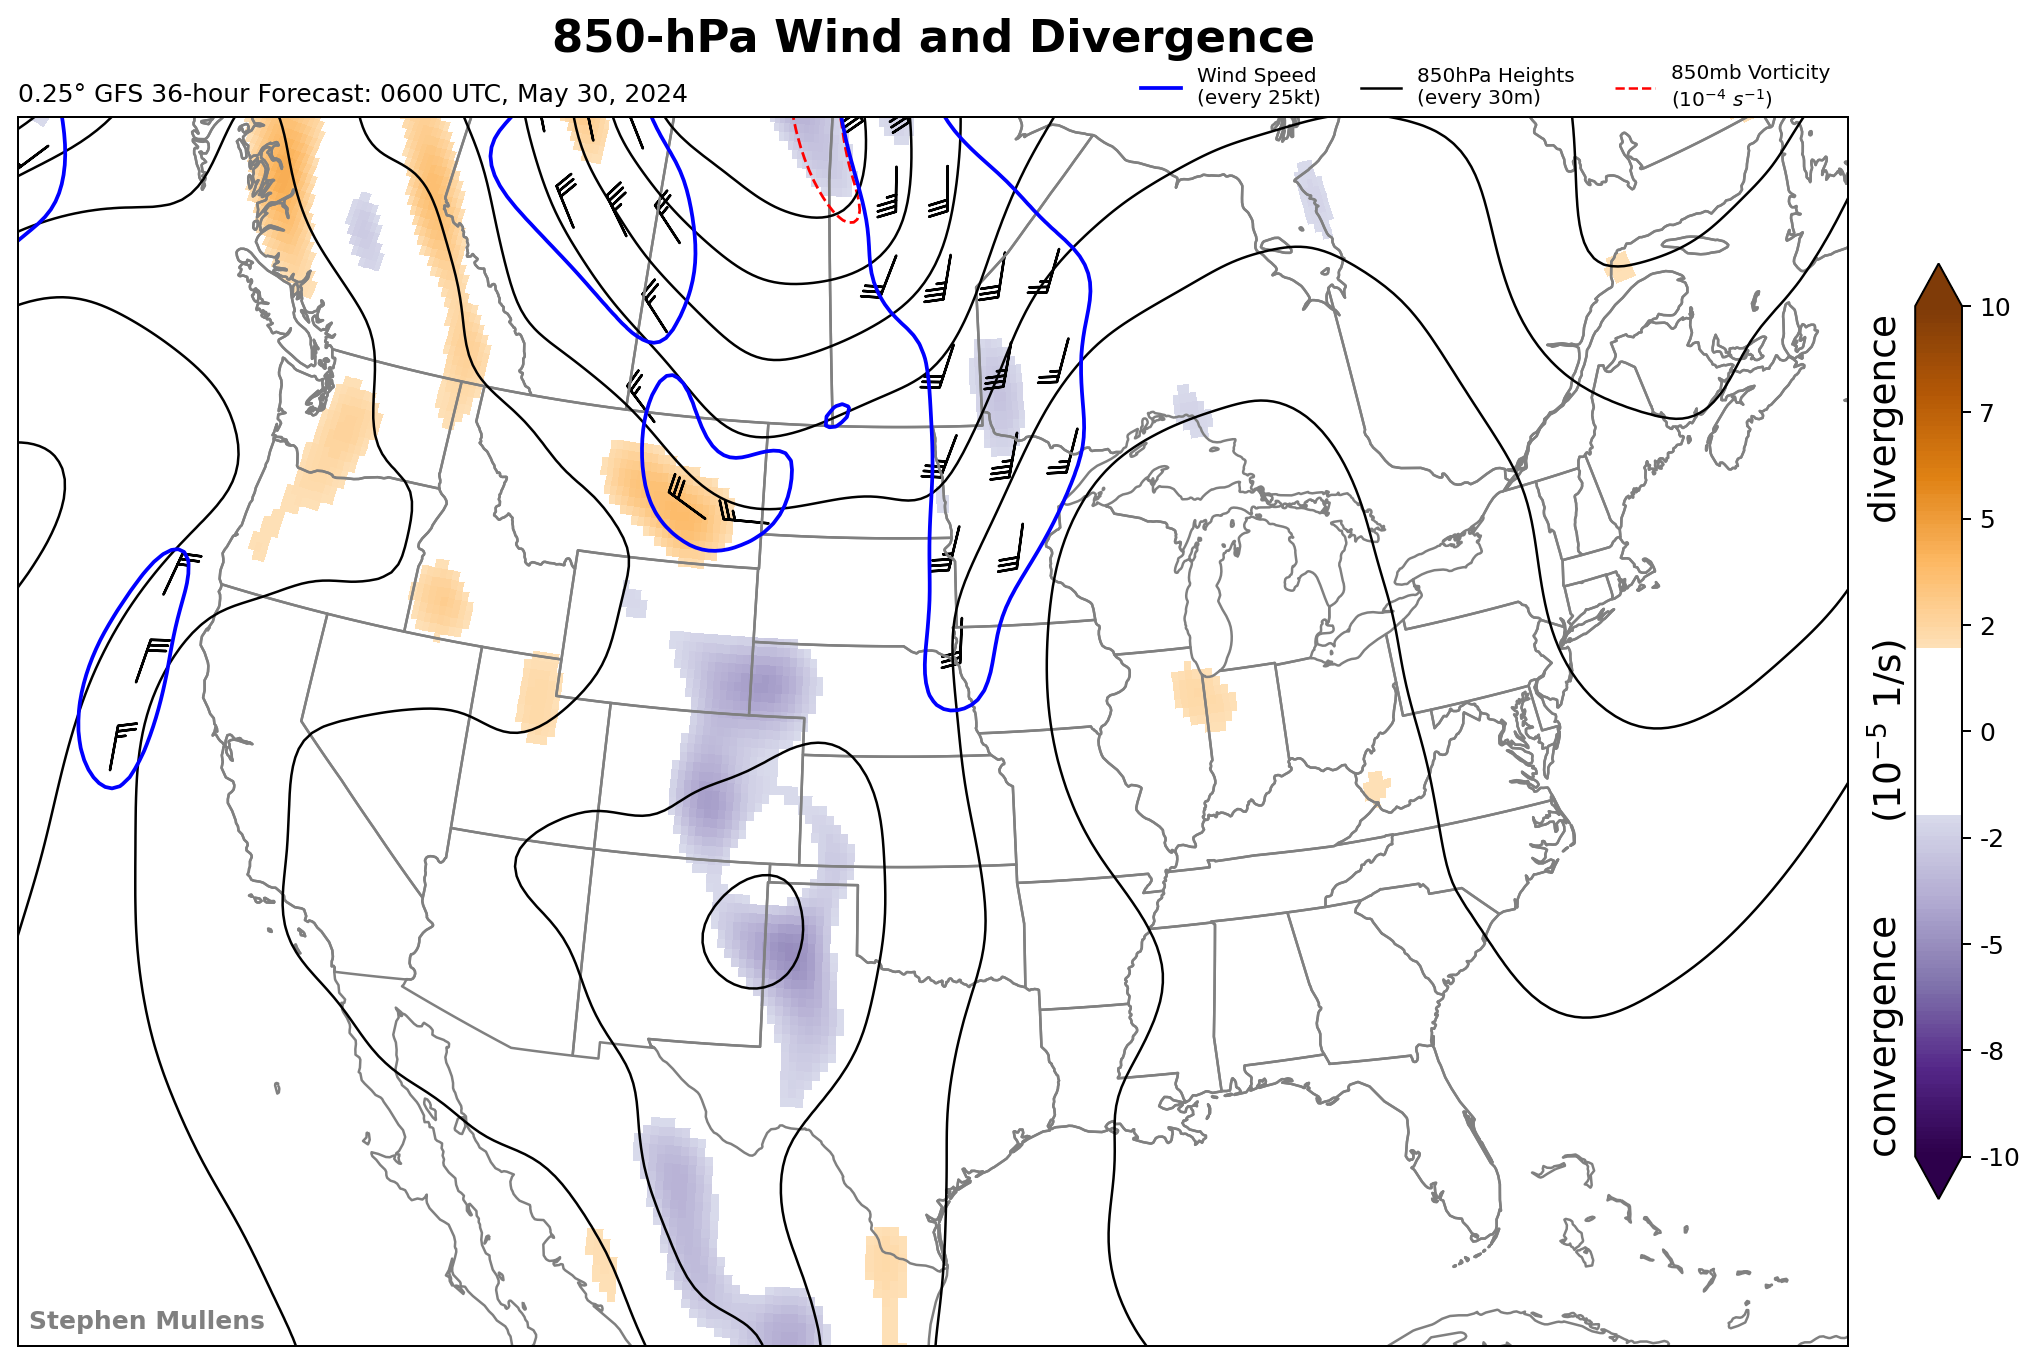 850-hPa Wind and Divergence
0.25° GFS 36-hour Forecast: 0600 UTC, May 30, 2024
Wind Speed
(every 25kt)
850hPa Heights
(every 30m)
850mb Vorticity
(10⁻⁴ s⁻¹)
10
7
5
2
0
-2
-5
-8
-10
convergence (10⁻⁵ 1/s) divergence
Stephen Mullens